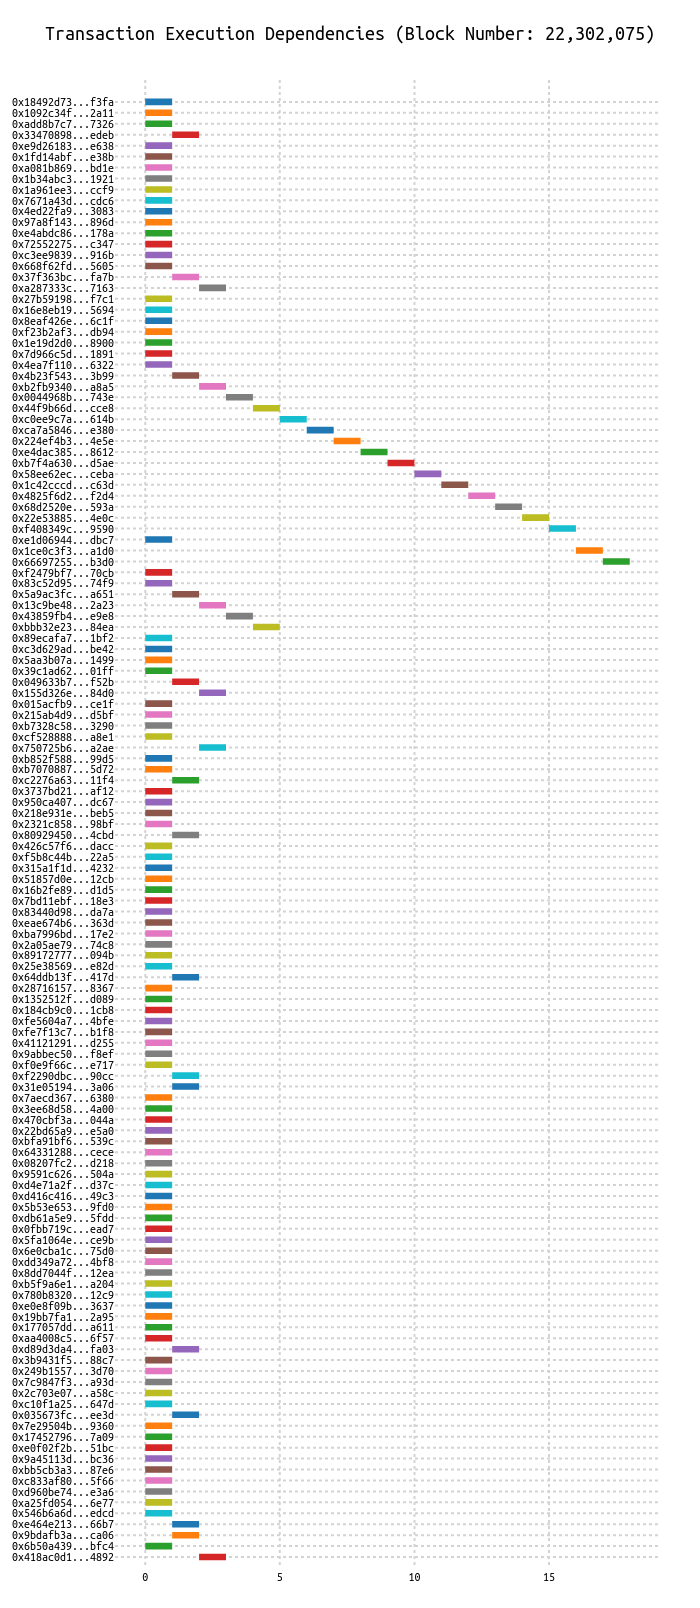 Transaction Execution Dependencies (Block Number: 22,302,075)
0x18492d73...f3fa
0x1092c34f...2a11
0xadd8b7c7...7326
0x33470898...edeb
0xe9d26183...e638
0x1fd14abf...e38b
0xa081b869...bd1e
0x1b34abc3...1921
0x1a961ee3...ccf9
0x7671a43d...cdc6
0x4ed22fa9...3083
0x97a8f143...896d
0xe4abdc86...178a
0x72552275...c347
0xc3ee9839...916b
0x668f62fd...5605
0x37f363bc...fa7b
0xa287333c...7163
0x27b59198...f7c1
0x16e8eb19...5694
0x8eaf426e...6c1f
0xf23b2af3...db94
0x1e19d2d0...8900
0x7d966c5d...1891
0x4ea7f110...6322
0x4b23f543...3b99
0xb2fb9340...a8a5
0x0044968b...743e
0x44f9b66d...cce8
0xc0ee9c7a...614b
0xca7a5846...e380
0x224ef4b3...4e5e
0xe4dac385...8612
0xb7f4a630...d5ae
0x58ee62ec...ceba
0x1c42cccd...c63d
0x4825f6d2...f2d4
0x68d2520e...593a
0x22e53885...4e0c
0xf408349c...9590
0xe1d06944...dbc7
0x1ce0c3f3...a1d0
0x66697255...b3d0
0xf2479bf7...70cb
0x83c52d95...74f9
0x5a9ac3fc...a651
0x13c9be48...2a23
0x43859fb4...e9e8
0xbbb32e23...84ea
0x89ecafa7...1bf2
0xc3d629ad...be42
0x5aa3b07a...1499
0x39c1ad62...01ff
0x049633b7...f52b
0x155d326e...84d0
0x015acfb9...ce1f
0x215ab4d9...d5bf
0xb7328c58...3290
0xcf528888...a8e1
0x750725b6...a2ae
0xb852f588...99d5
0xb7070887...5d72
0xc2276a63...11f4
0x3737bd21...af12
0x950ca407...dc67
0x218e931e...beb5
0x2321c858...98bf
0x80929450...4cbd
0x426c57f6...dacc
0xf5b8c44b...22a5
0x315a1f1d...4232
0x51857d0e...12cb
0x16b2fe89...d1d5
0x7bd11ebf...18e3
0x83440d98...da7a
0xeae674b6...363d
0xba7996bd...17e2
0x2a05ae79...74c8
0x89172777...094b
0x25e38569...e82d
0x64ddb13f...417d
0x28716157...8367
0x1352512f...d089
0x184cb9c0...1cb8
0xfe5604a7...4bfe
0xfe7f13c7...b1f8
0x41121291...d255
0x9abbec50...f8ef
0xf0e9f66c...e717
0xf2290dbc...90cc
0x31e05194...3a06
0x7aecd367...6380
0x3ee68d58...4a00
0x470cbf3a...044a
0x22bd65a9...e5a0
0xbfa91bf6...539c
0x64331288...cece
0x08207fc2...d218
0x9591c626...504a
0xd4e71a2f...d37c
0xd416c416...49c3
0x5b53e653...9fd0
0xdb61a5e9...5fdd
0x0fbb719c...ead7
0x5fa1064e...ce9b
0x6e0cba1c...75d0
0xdd349a72...4bf8
0x8dd7044f...12ea
0xb5f9a6e1...a204
0x780b8320...12c9
0xe0e8f09b...3637
0x19bb7fa1...2a95
0x177057dd...a611
0xaa4008c5...6f57
0xd89d3da4...fa03
0x3b9431f5...88c7
0x249b1557...3d70
0x7c9847f3...a93d
0x2c703e07...a58c
0xc10f1a25...647d
0x035673fc...ee3d
0x7e29504b...9360
0x17452796...7a09
0xe0f02f2b...51bc
0x9a45113d...bc36
0xbb5cb3a3...87e6
0xc833af80...5f66
0xd960be74...e3a6
0xa25fd054...6e77
0x546b6a6d...edcd
0xe464e213...66b7
0x9bdafb3a...ca06
0x6b50a439...bfc4
0x418ac0d1...4892
0 5 10 15